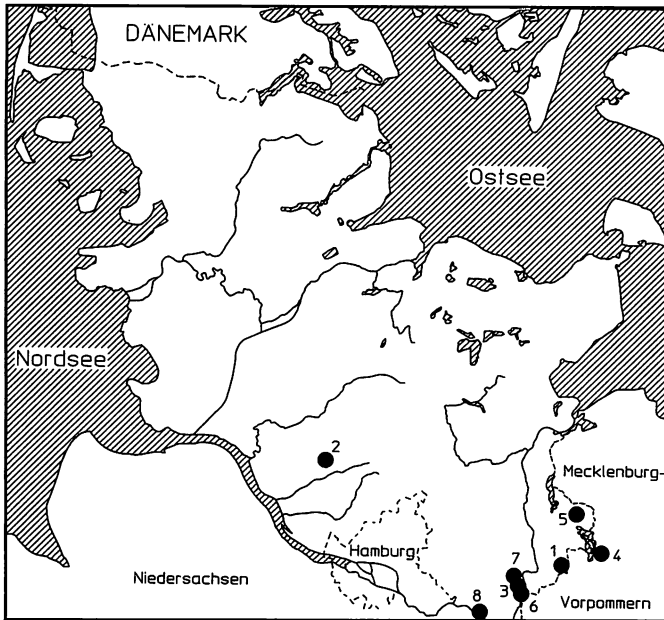 DÄNEMARK
Ostsee
Nordsee
2
Mecklenburg-
5
Hamburg
7
1
4
Niedersachsen
3
8
6
Vorpommern